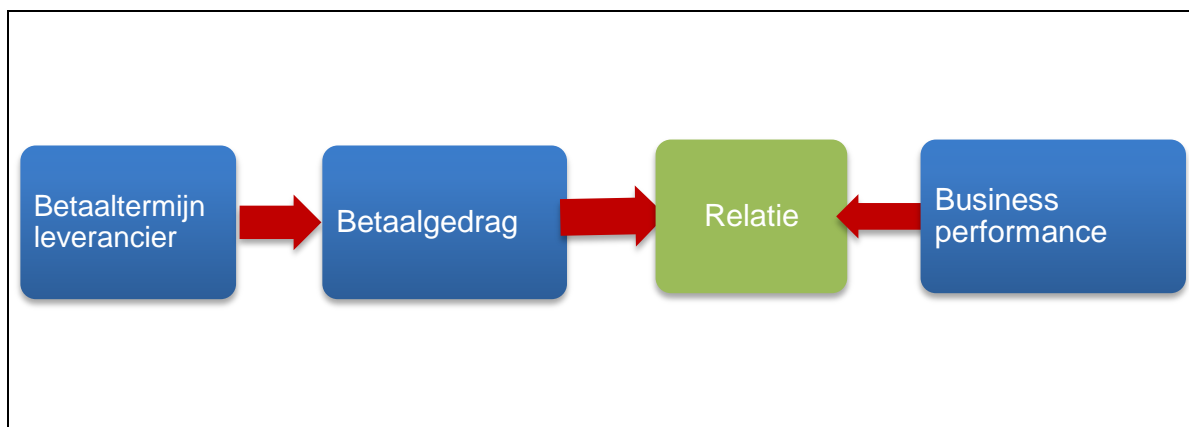 Betaaltermijn
leverancier
Betaalgedrag
Relatie
Business
performance